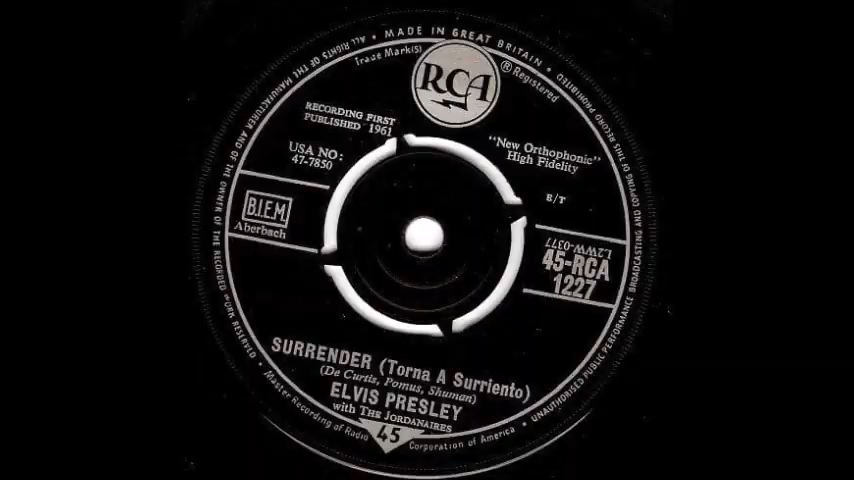 • MADE IN GREAT BRITAIN •
ALL RIGHTS OF THE MANUFACTURER AND OF THE OWNER OF THE RECORDED WORK RESERVED
UNAUTHORISED PUBLIC PERFORMANCE BROADCASTING AND COPYING OF THIS RECORD PROHIBITED
Trade Mark(s)
RCA
® Registered
RECORDING FIRST
PUBLISHED 1961
USA NO:
47-7850
"New Orthophonic"
High Fidelity
E/T
B.I.E.M.
Aberbach
L.2WW-0377
45-RCA
1227
SURRENDER (Torna A Surriento)
(De Curtis, Pomus, Shuman)
ELVIS PRESLEY
with THE JORDANAIRES
45
Master Recording of Radio Corporation of America